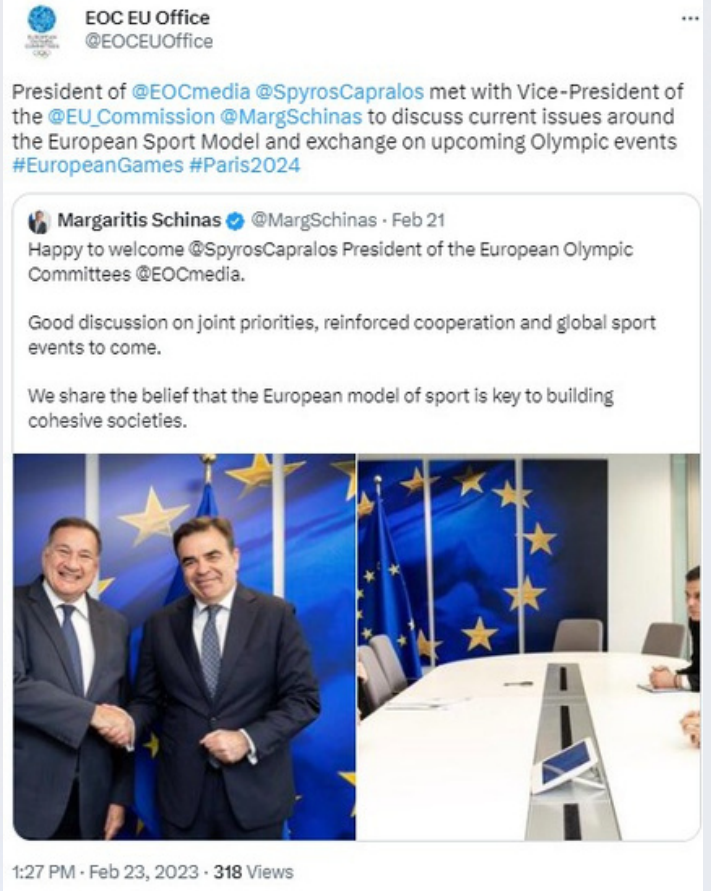 EOC EU Office
@EOCEUOffice
President of @EOCmedia @SpyrosCapralos met with Vice-President of
the @EU_Commission @MargSchinas to discuss current issues around
the European Sport Model and exchange on upcoming Olympic events
#EuropeanGames #Paris2024
Margaritis Schinas @MargSchinas · Feb 21
Happy to welcome @SpyrosCapralos President of the European Olympic
Committees @EOCmedia.
Good discussion on joint priorities, reinforced cooperation and global sport
events to come.
We share the belief that the European model of sport is key to building
cohesive societies.
1:27 PM · Feb 23, 2023 · 318 Views